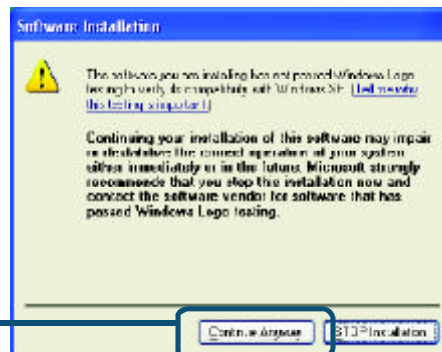 Software Installation
The software you are installing has not passed Windows Logo
testing to verify its compatibility with Windows XP. (Tell me why
this testing is important.)
Continuing your installation of this software may impair
or destabilize the correct operation of your system
either immediately or in the future. Microsoft strongly
recommends that you stop this installation now and
contact the software vendor for software that has
passed Windows Logo testing.
Continue Anyway STOP Installation